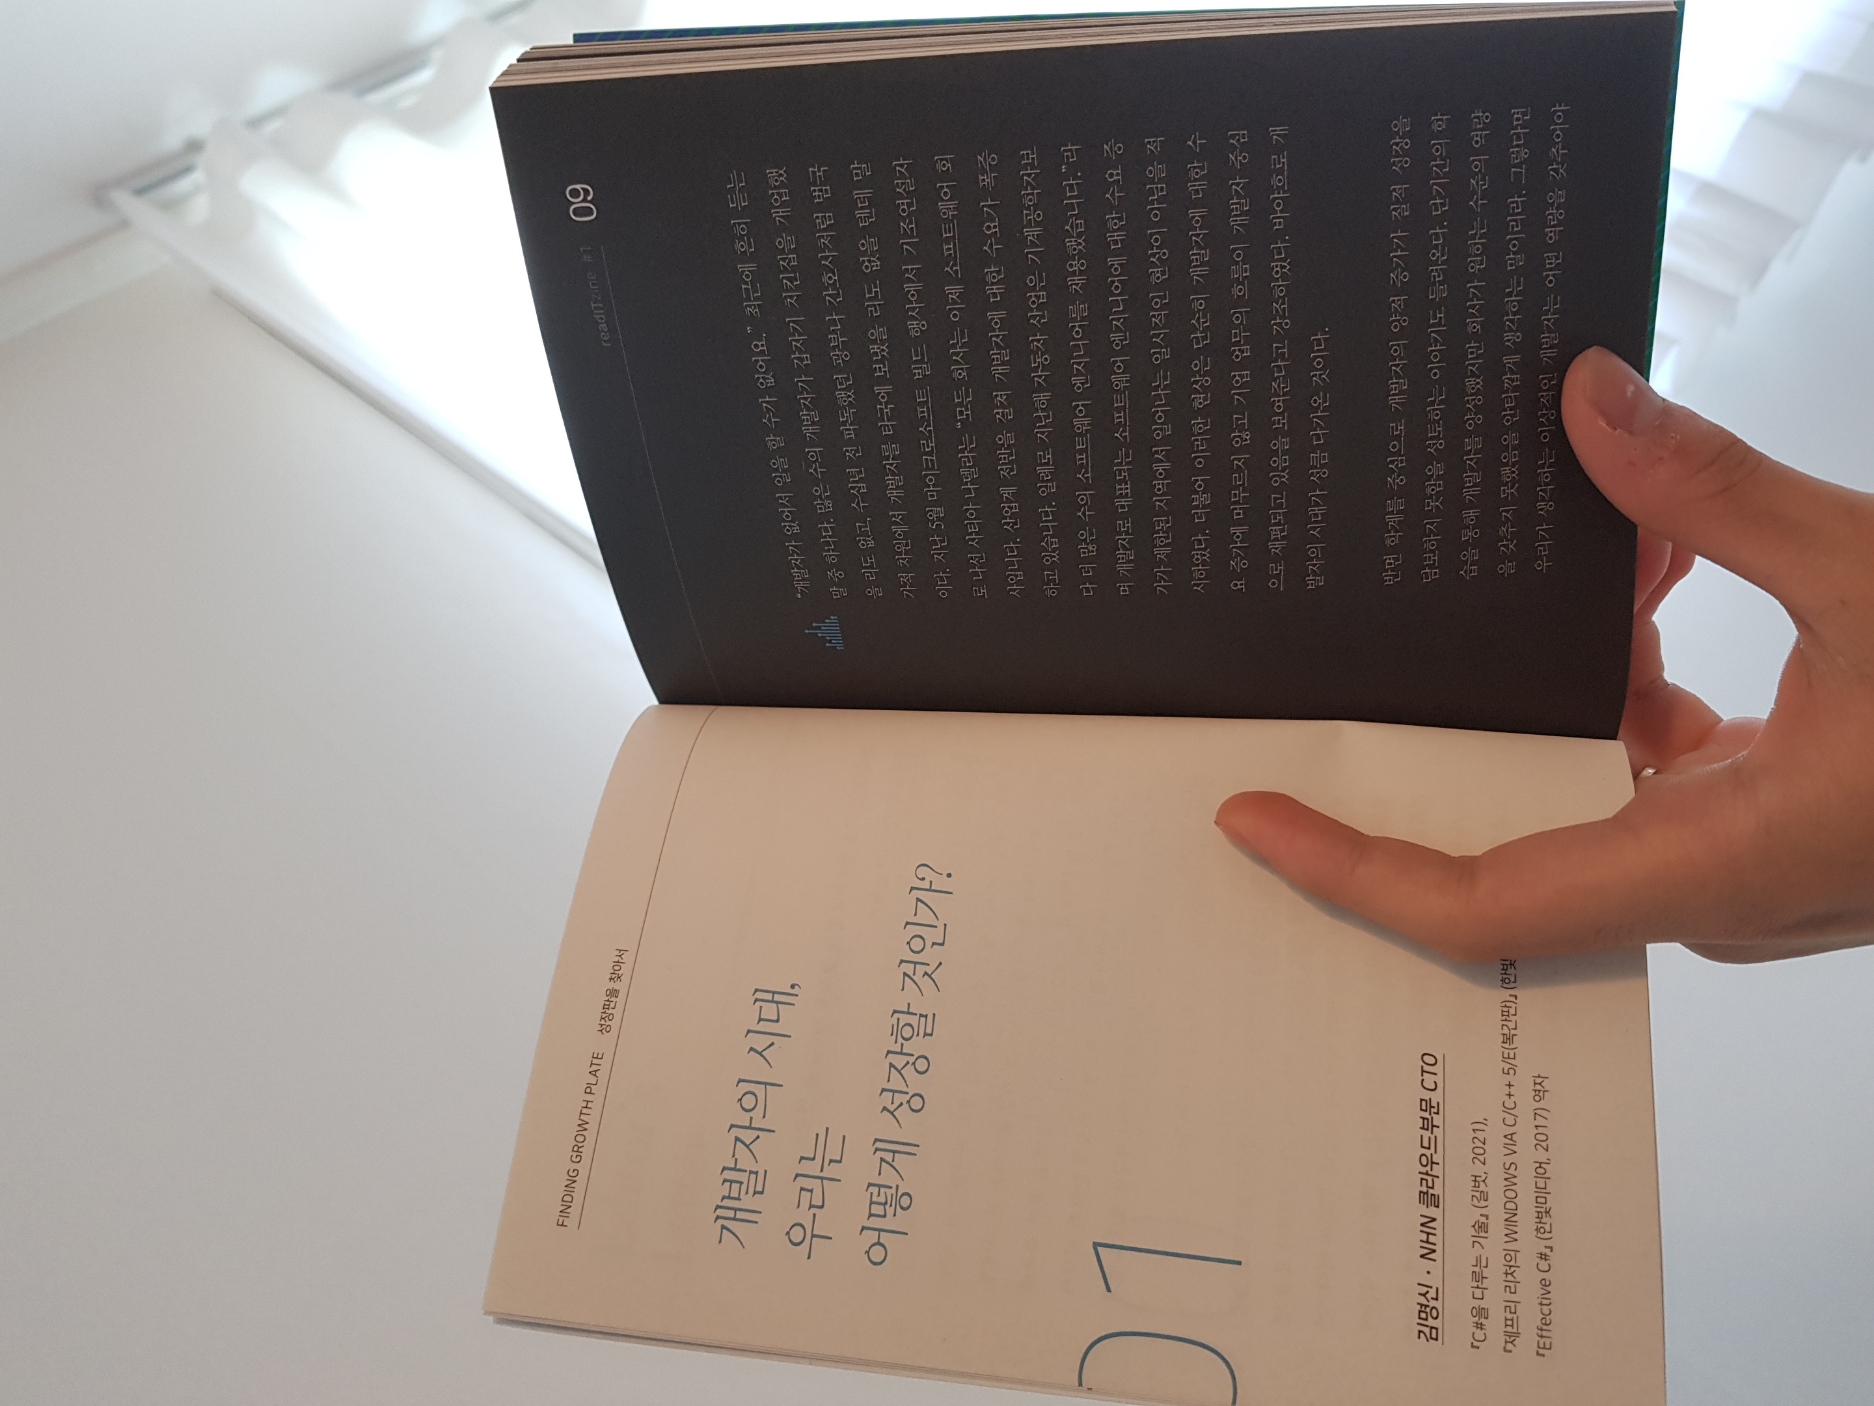 FINDING GROWTH PLATE 성장판을 찾아서
개발자의 시대,
우리는
어떻게 성장할 것인가?
01
김명신 · NHN 클라우드부문 CTO
『C#을 다루는 기술』 (길벗, 2021),
『제프리 리처의 WINDOWS VIA C/C++ 5/E(복간판)』 (한빛
『Effective C#』 (한빛미디어, 2017) 역자
readITzine #1 09
“개발자가 없어서 일을 할 수가 없어요.” 최근에 흔히 듣는
말 중 하나다. 많은 수의 개발자가 갑자기 치킨집을 개업했
을 리도 없고, 수십년 전 파독했던 광부나 간호사처럼 범국
가적 차원에서 개발자를 타국에 보냈을 리도 없을 텐데 말
이다. 지난 5월 마이크로소프트 빌드 행사에서 기조연설자
로 나선 사티아 나델라는 “모든 회사는 이제 소프트웨어 회
사입니다. 산업계 전반을 걸쳐 개발자에 대한 수요가 폭증
하고 있습니다. 일례로 지난해 자동차 산업은 기계공학자보
다 더 많은 수의 소프트웨어 엔지니어를 채용했습니다.”라
며 개발자로 대표되는 소프트웨어 엔지니어에 대한 수요 증
가가 제한된 지역에서 일어나는 일시적인 현상이 아님을 적
시하였다. 더불어 이러한 현상은 단순히 개발자에 대한 수
요 증가에 머무르지 않고 기업 업무의 흐름이 개발자 중심
으로 재편되고 있음을 보여준다고 강조하였다. 바야흐로 개
발자의 시대가 성큼 다가온 것이다.
반면 학계를 중심으로 개발자의 양적 증가가 질적 성장을
담보하지 못함을 성토하는 이야기도 들려온다. 단기간의 학
습을 통해 개발자를 양성했지만 회사가 원하는 수준의 역량
을 갖추지 못했음을 안타깝게 생각하는 말이리라. 그렇다면
우리가 생각하는 이상적인 개발자는 어떤 역량을 갖추어야